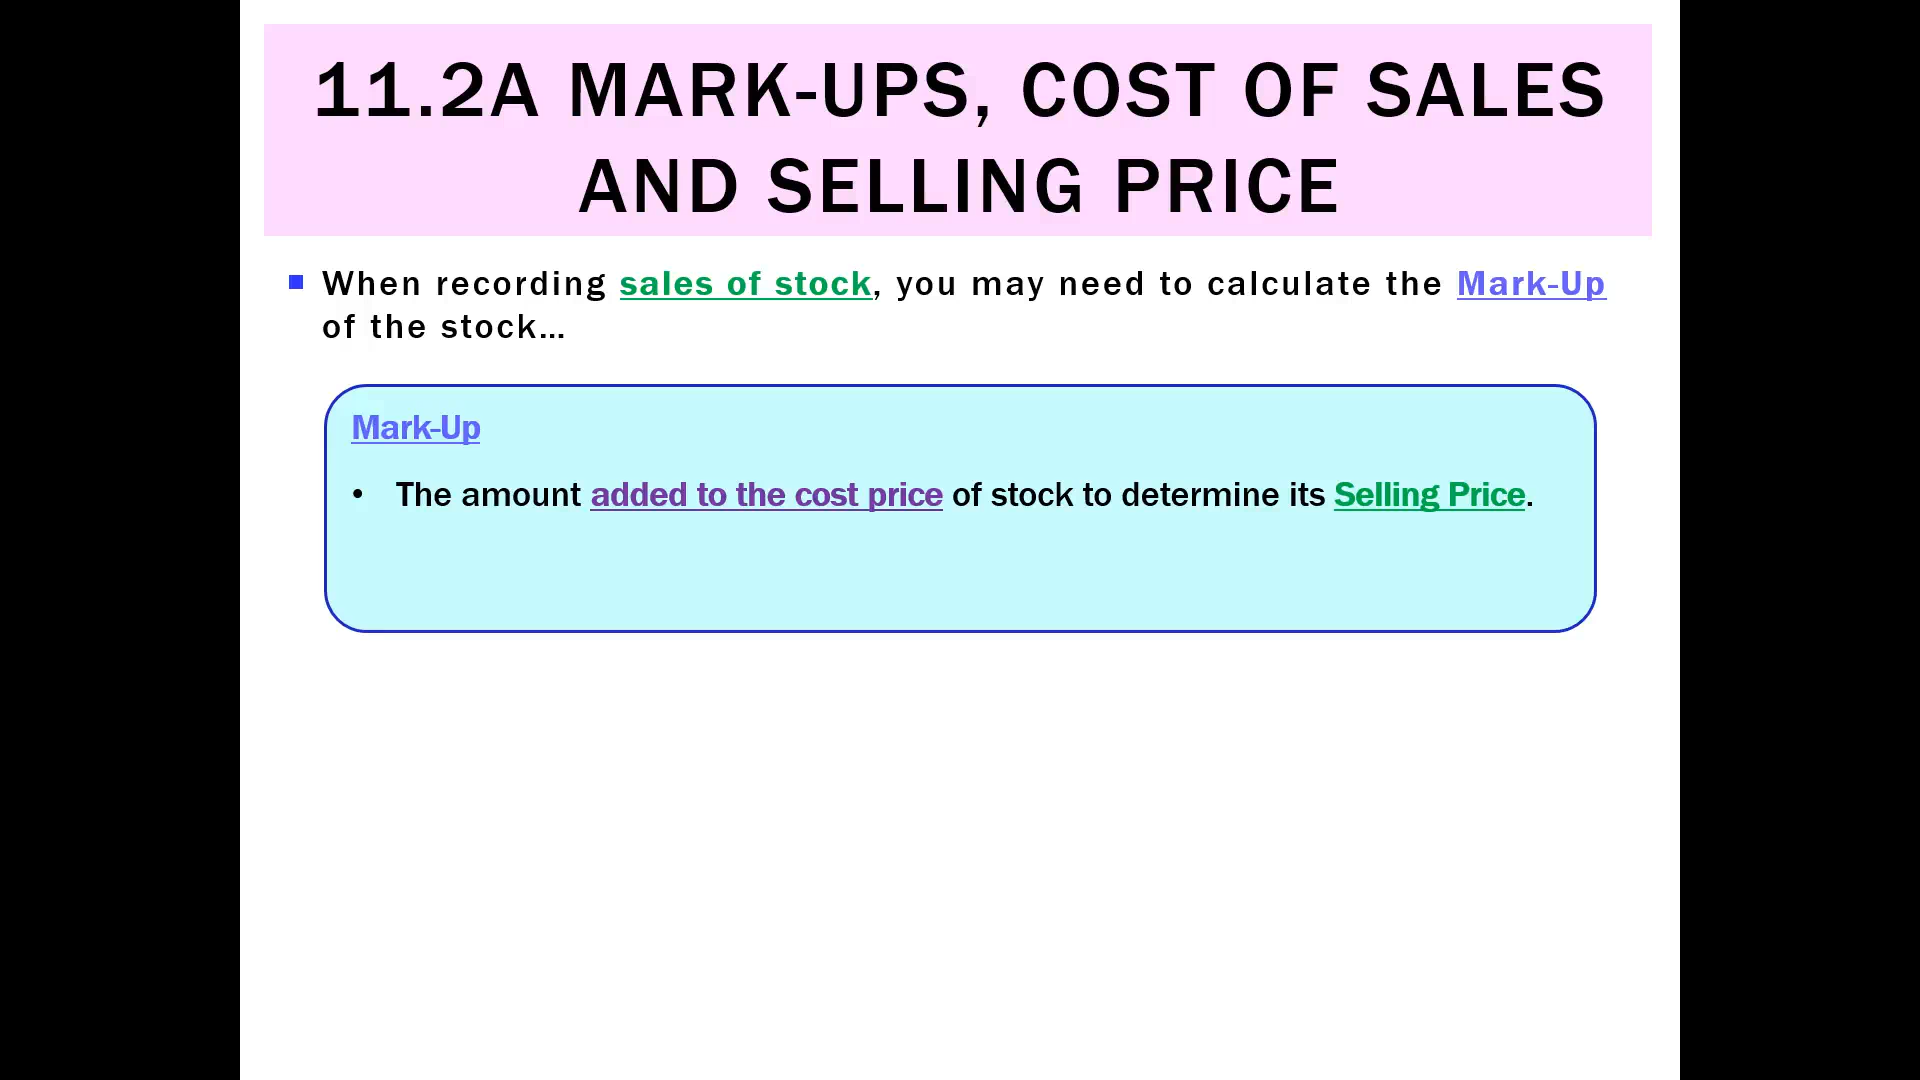 11.2A MARK-UPS, COST OF SALES
AND SELLING PRICE
When recording sales of stock, you may need to calculate the Mark-Up
of the stock…
Mark-Up
• The amount added to the cost price of stock to determine its Selling Price.